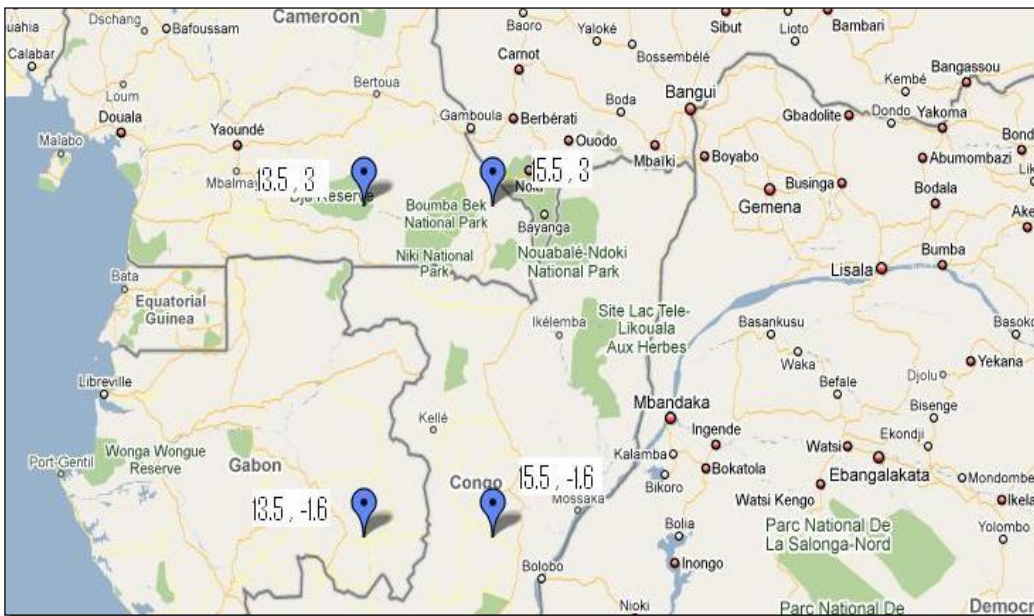 Cameroon
Baoro
Yaloké
Sibut
Lioto
Bambari
Dschang
Bafoussam
Bossembélé
Calabar
Carnot
Kembé
Bangassou
Loum
Bertoua
Boda
Bangui
Gbadolite
Dondo
Yakoma
Douala
Yaoundé
Gamboula
Berbérati
Ouodo
Mbaïki
Boyabo
Abumombazi
Malabo
13.5 , 3
15.5 , 3
Nola
Dja Reserve
Businga
Bodala
Gemena
Boumba Bek
National Park
Bayanga
Niki National
Park
Nouabalé-Ndoki
National Park
Lisala
Bumba
Bata
Equatorial
Guinea
Ikélemba
Site Lac Tele-
Likouala
Aux Herbes
Basankusu
Waka
Yekana
Djolu
Libreville
Befale
Mbandaka
Bisenge
Kellé
Ingende
Ekondji
Wonga Wongue
Reserve
Port-Gentil
Gabon
Kalamba
Bokatola
Watsi
Ebangalakata
15.5 , -1.6
Congo
Mossaka
Bikoro
Watsi Kengo
13.5 , -1.6
Bolia
Parc National De
La Salonga-Nord
Yolombo
Inongo
Bolobo
Nioki
Parc National De